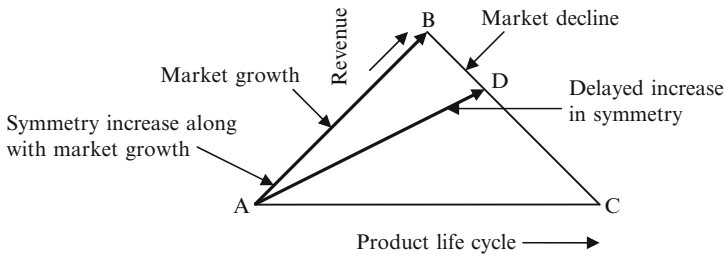 B
Market decline
Revenue
Market growth
D
Delayed increase
in symmetry
Symmetry increase along
with market growth
A
C
Product life cycle